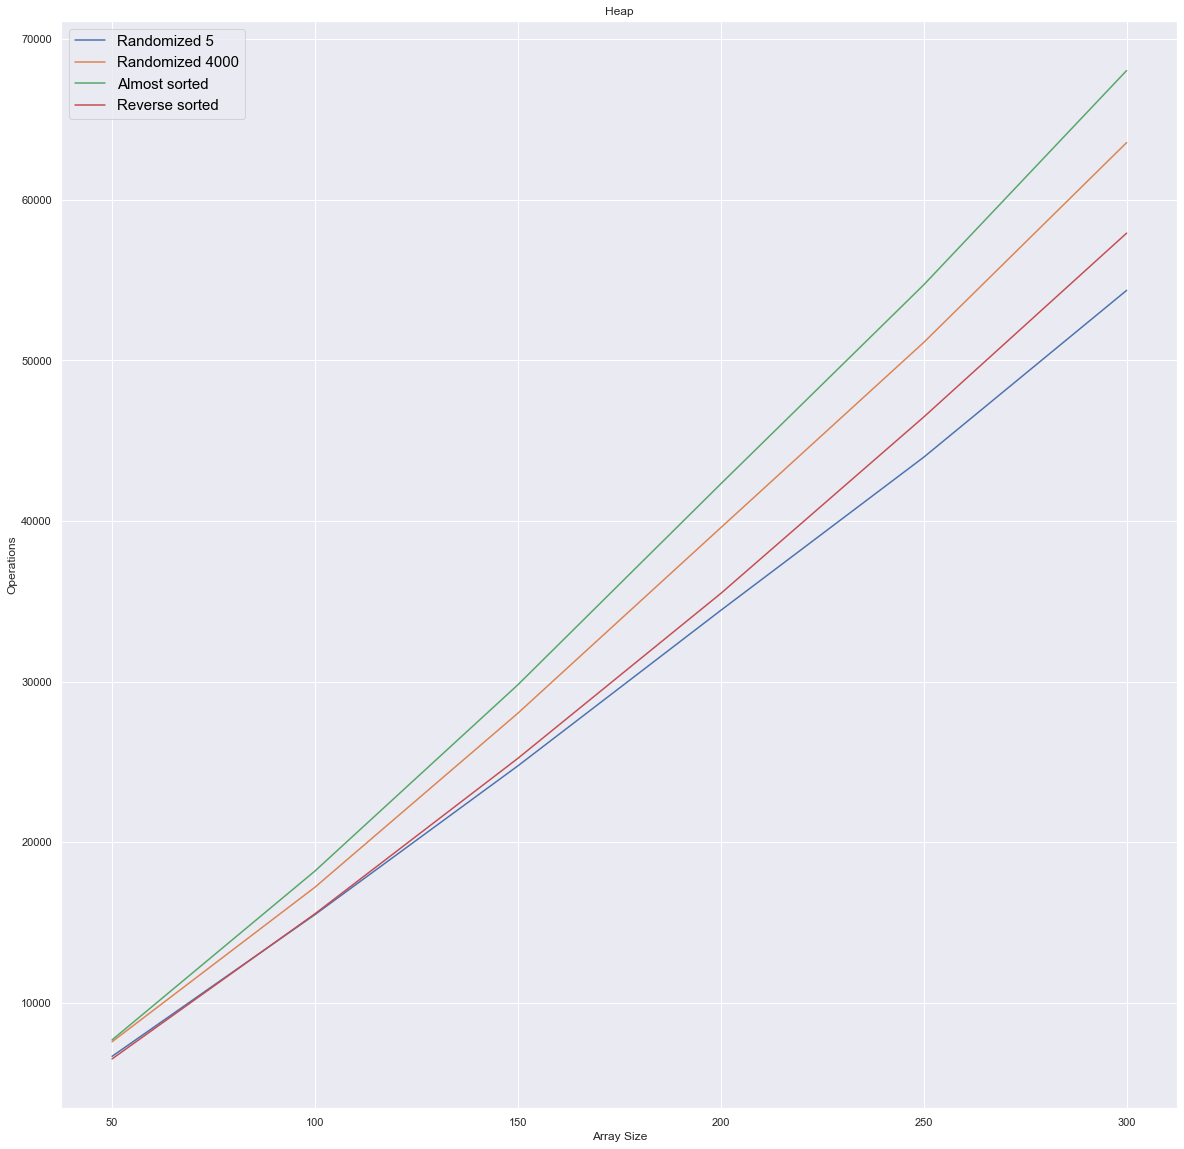 Heap
Randomized 5
Randomized 4000
Almost sorted
Reverse sorted
70000
60000
50000
40000
30000
20000
10000
Operations
50 100 150 200 250 300
Array Size